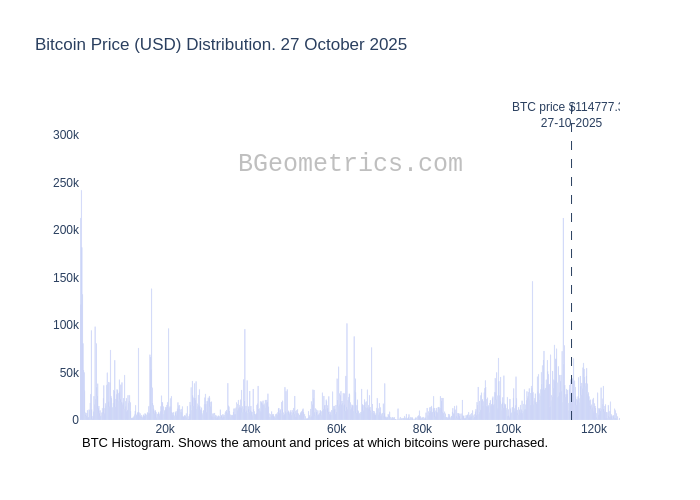 Bitcoin Price (USD) Distribution. 27 October 2025
BTC price $114777.
27-10-2025
BGeometrics.com
300k
250k
200k
150k
100k
50k
0
20k
40k
60k
80k
100k
120k
BTC Histogram. Shows the amount and prices at which bitcoins were purchased.